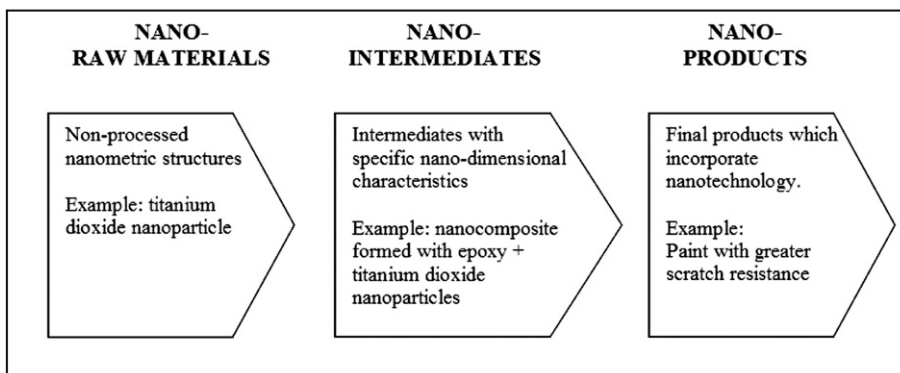 NANO-
RAW MATERIALS
Non-processed
nanometric structures
Example: titanium
dioxide nanoparticle
NANO-
INTERMEDIATES
Intermediates with
specific nano-dimensional
characteristics
Example: nanocomposite
formed with epoxy +
titanium dioxide
nanoparticles
NANO-
PRODUCTS
Final products which
incorporate
nanotechnology.
Example:
Paint with greater
scratch resistance